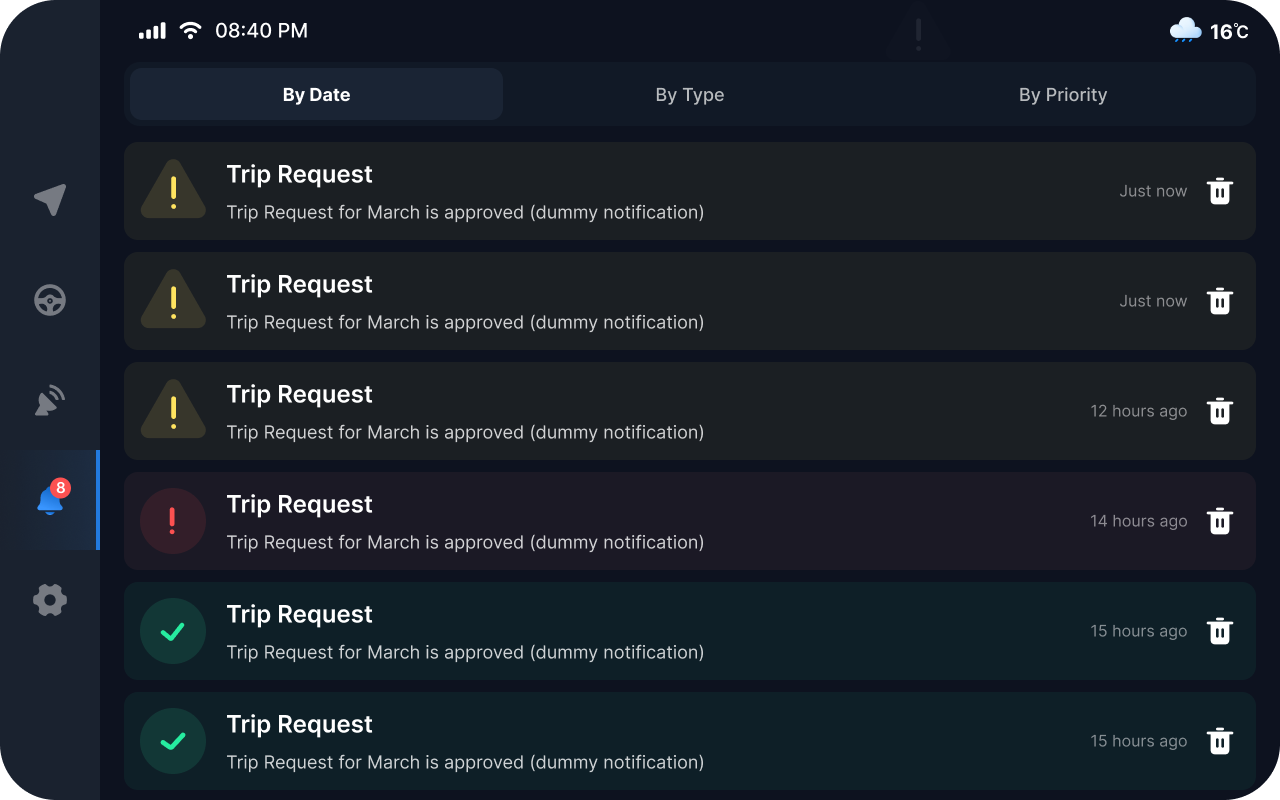 08:40 PM
16°C
By Date
By Type
By Priority
Trip Request
Trip Request for March is approved (dummy notification)
Just now
Trip Request
Trip Request for March is approved (dummy notification)
Just now
Trip Request
Trip Request for March is approved (dummy notification)
12 hours ago
8
Trip Request
Trip Request for March is approved (dummy notification)
14 hours ago
Trip Request
Trip Request for March is approved (dummy notification)
15 hours ago
Trip Request
Trip Request for March is approved (dummy notification)
15 hours ago